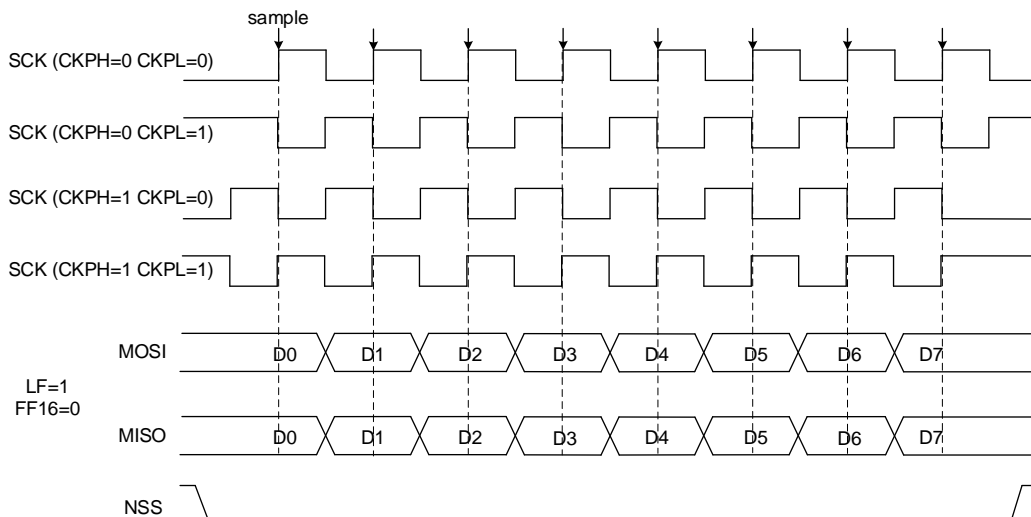 sample
SCK (CKPH=0 CKPL=0)
SCK (CKPH=0 CKPL=1)
SCK (CKPH=1 CKPL=0)
SCK (CKPH=1 CKPL=1)
MOSI D0 D1 D2 D3 D4 D5 D6 D7
LF=1
FF16=0
MISO D0 D1 D2 D3 D4 D5 D6 D7
NSS